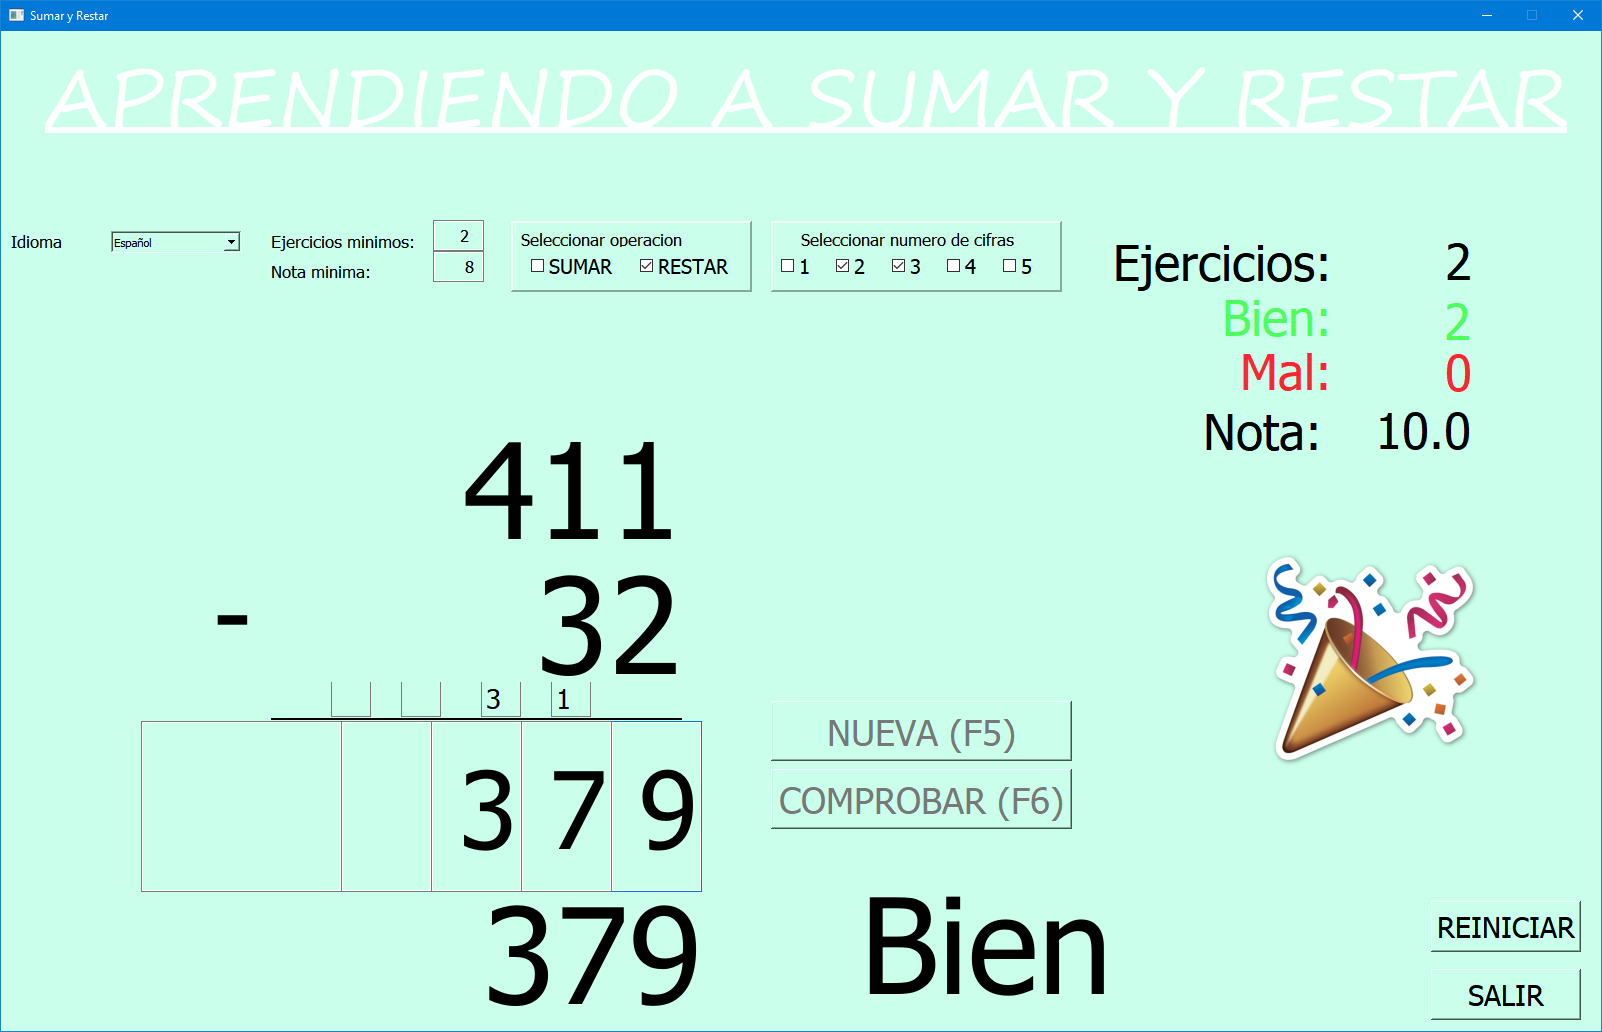 Sumar y Restar
APRENDIENDO A SUMAR Y RESTAR
Idioma
Español
Ejercicios minimos:
2
Nota minima:
8
Seleccionar operacion
SUMAR RESTAR
Seleccionar numero de cifras
1 2 3 4 5
Ejercicios: 2
Bien: 2
Mal: 0
Nota: 10.0
411
- 32
3 1
3 7 9
379
NUEVA (F5)
COMPROBAR (F6)
Bien
REINICIAR
SALIR